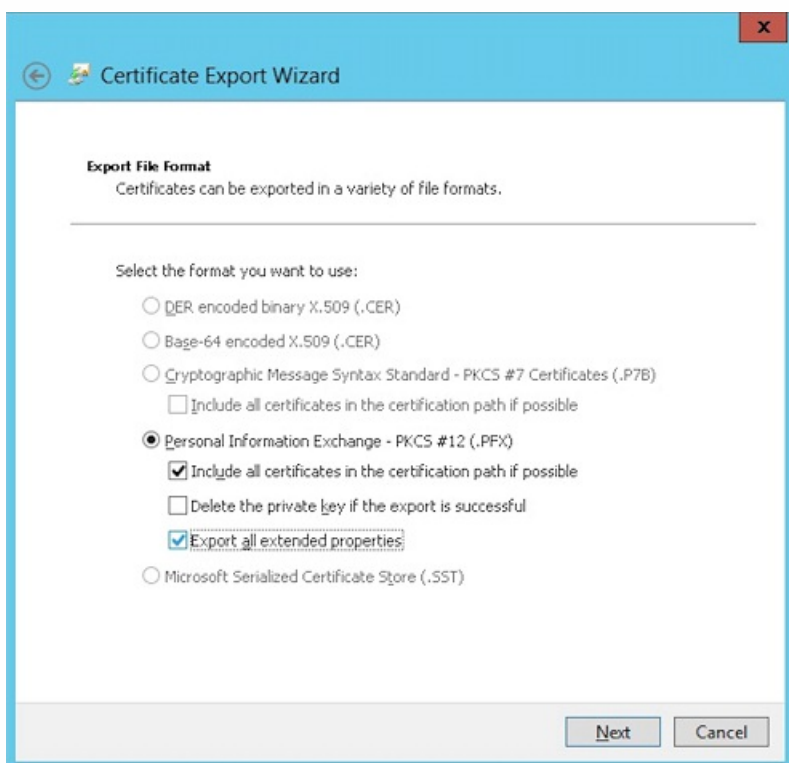 x
Certificate Export Wizard
Export File Format
Certificates can be exported in a variety of file formats.
Select the format you want to use:
DER encoded binary X.509 (.CER)
Base-64 encoded X.509 (.CER)
Cryptographic Message Syntax Standard - PKCS #7 Certificates (.P7B)
Include all certificates in the certification path if possible
Personal Information Exchange - PKCS #12 (.PFX)
Include all certificates in the certification path if possible
Delete the private key if the export is successful
Export all extended properties
Microsoft Serialized Certificate Store (.SST)
Next Cancel